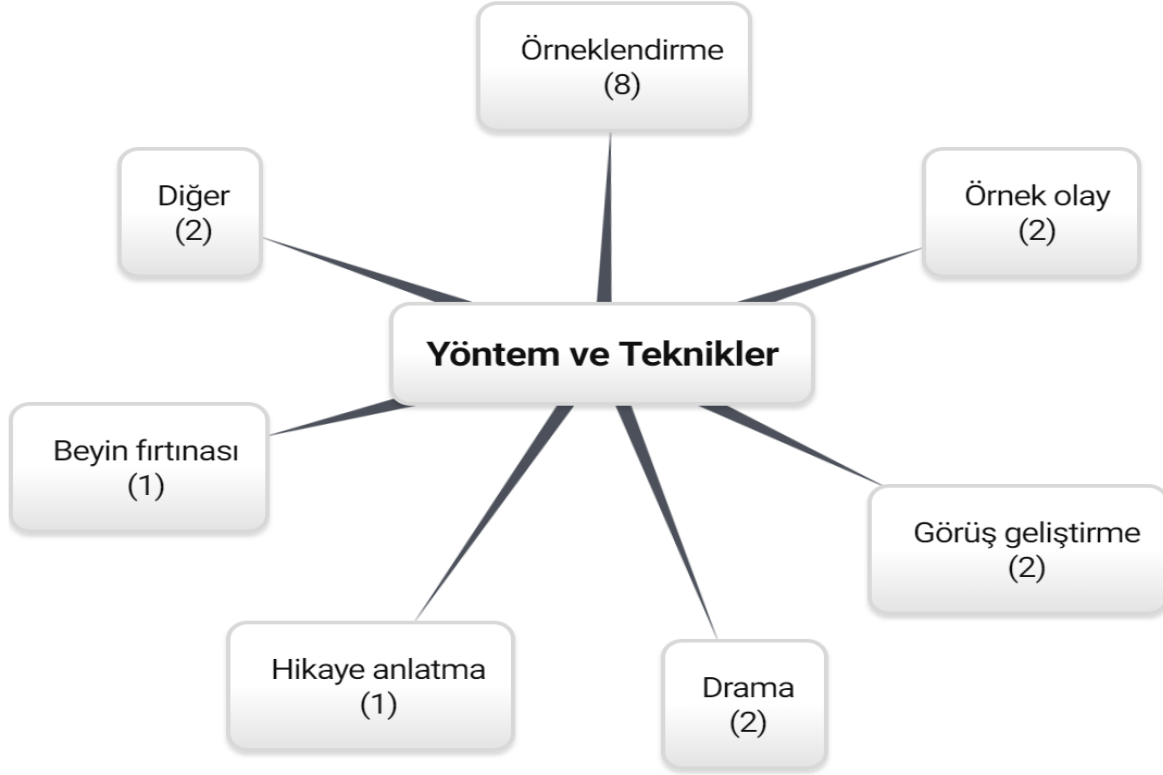 Örneklendirme
(8)
Diğer
(2)
Örnek olay
(2)
Yöntem ve Teknikler
Beyin fırtınası
(1)
Görüş geliştirme
(2)
Hikaye anlatma
(1)
Drama
(2)